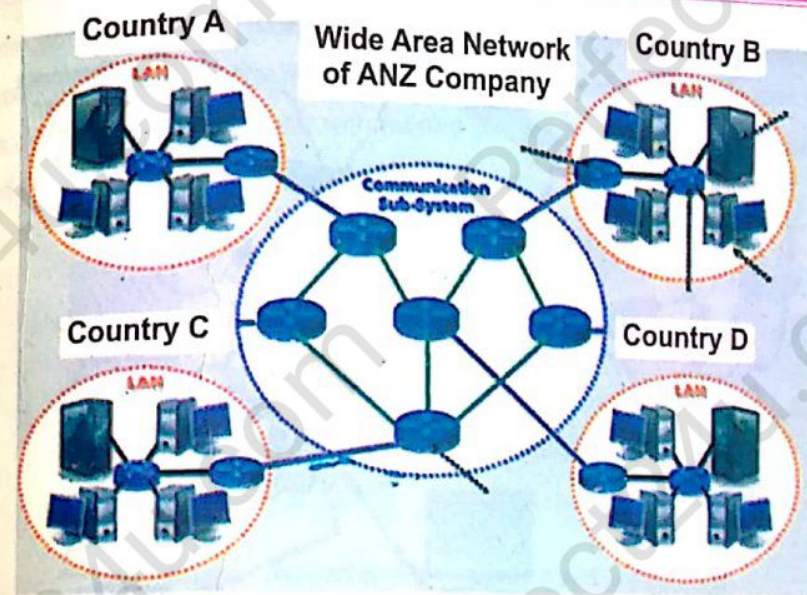 Country A
Wide Area Network
of ANZ Company
Country B
LAN
LAN
Communication
Sub-System
Country C
Country D
LAN
LAN